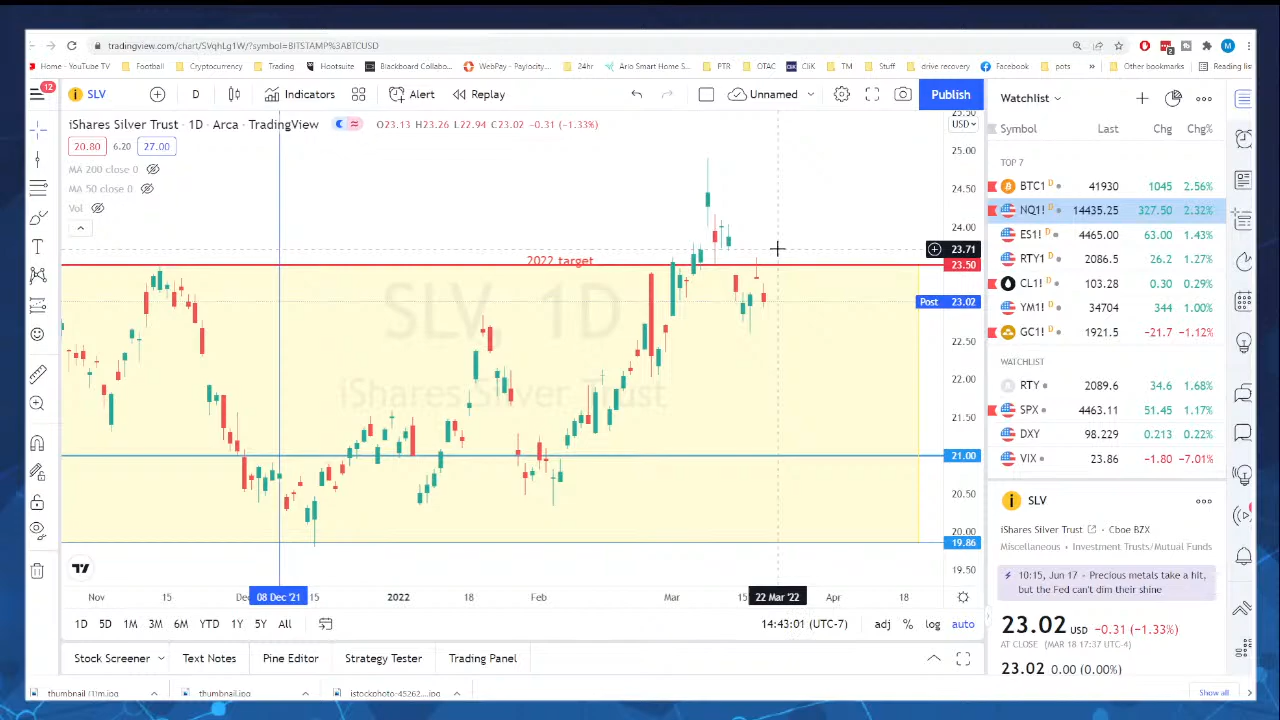 tradingview.com/chart/SVqhLg1W/?symbol=BITSTAMP%3ABTCUSD
Home - YouTube TV Football Cryptocurrency Trading Hootsuite Blackboard Collabo... WebPay - Paylocity... 24hr Arlo Smart Home S... PTR OTAC Clik TM Stuff drive recovery Facebook pots » Other bookmarks Reading list
12 SLV D Indicators Alert Replay Unnamed Publish
Watchlist
iShares Silver Trust · 1D · Arca · TradingView
O23.13 H23.26 L22.94 C23.02 −0.31 (−1.33%)
USD
20.80 6.20 27.00
MA 200 close 0
MA 50 close 0
Vol
25.50
25.00
24.50
24.00
23.71
23.50
Post 23.02
22.50
22.00
21.50
21.00
20.50
20.00
19.86
19.50
2022 target
SLV, 1D
iShares Silver Trust
Nov 15 Dec 08 Dec '21 15 2022 18 Feb Mar 15 22 Mar '22 Apr 18
1D 5D 1M 3M 6M YTD 1Y 5Y All
14:43:01 (UTC-7) adj % log auto
Stock Screener Text Notes Pine Editor Strategy Tester Trading Panel
Symbol Last Chg Chg%
TOP 7
BTC1! D 41930 1045 2.56%
NQ1! D 14435.25 327.50 2.32%
ES1! D 4465.00 63.00 1.43%
RTY1! D 2086.5 26.2 1.27%
CL1! D 103.28 0.30 0.29%
YM1! D 34704 344 1.00%
GC1! D 1921.5 −21.7 −1.12%
WATCHLIST
RTY 2089.6 34.6 1.68%
SPX 4463.11 51.45 1.17%
DXY 98.229 0.213 0.22%
VIX 23.86 −1.80 −7.01%
SLV
iShares Silver Trust · Cboe BZX
Miscellaneous • Investment Trusts/Mutual Funds
10:15, Jun 17 – Precious metals take a hit,
but the Fed can't dim their shine
23.02 USD −0.31 (−1.33%)
AT CLOSE (MAR 18 17:37 UTC-4)
23.02 0.00 (0.00%)
thumbnail (1).jpg thumbnail.jpg istockphoto-45262....jpg Show all